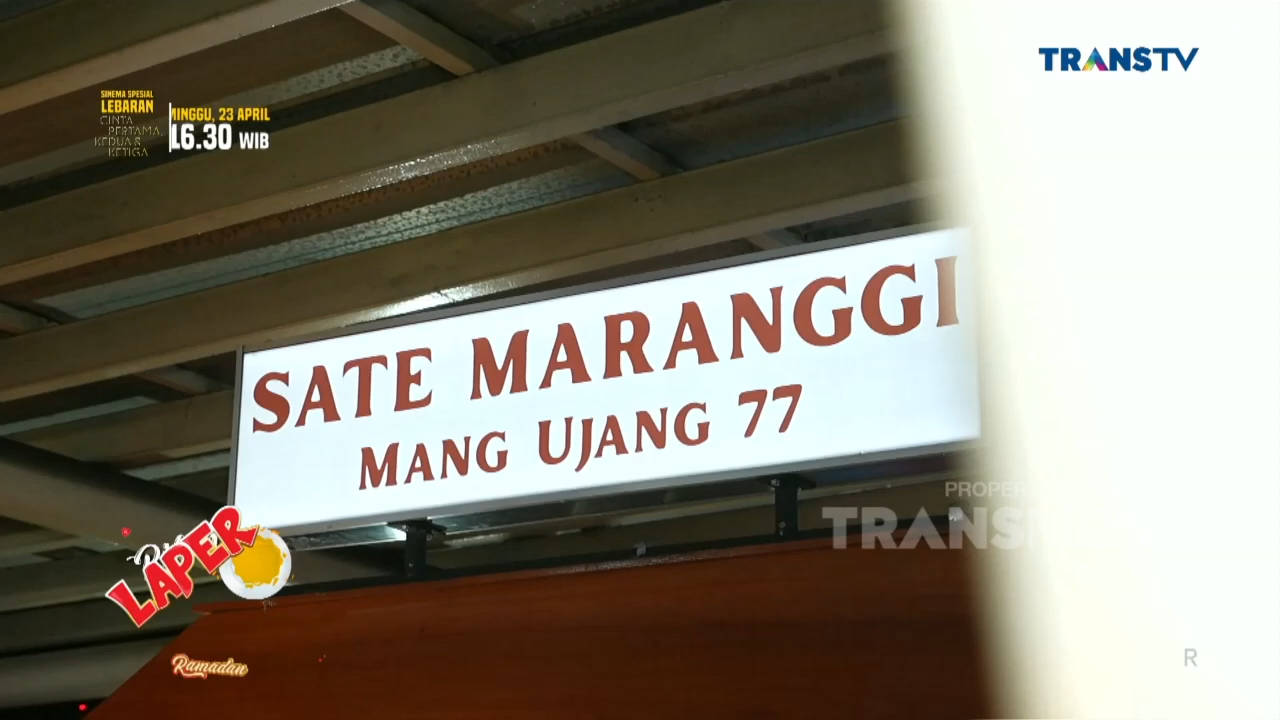 TRANSTV
SINEMA SPESIAL
LEBARAN
CINTA
PERTAMA,
KEDUA &
KETIGA
MINGGU, 23 APRIL
16.30 WIB
SATE MARANGGI
MANG UJANG 77
LAPER
Ramadan
R